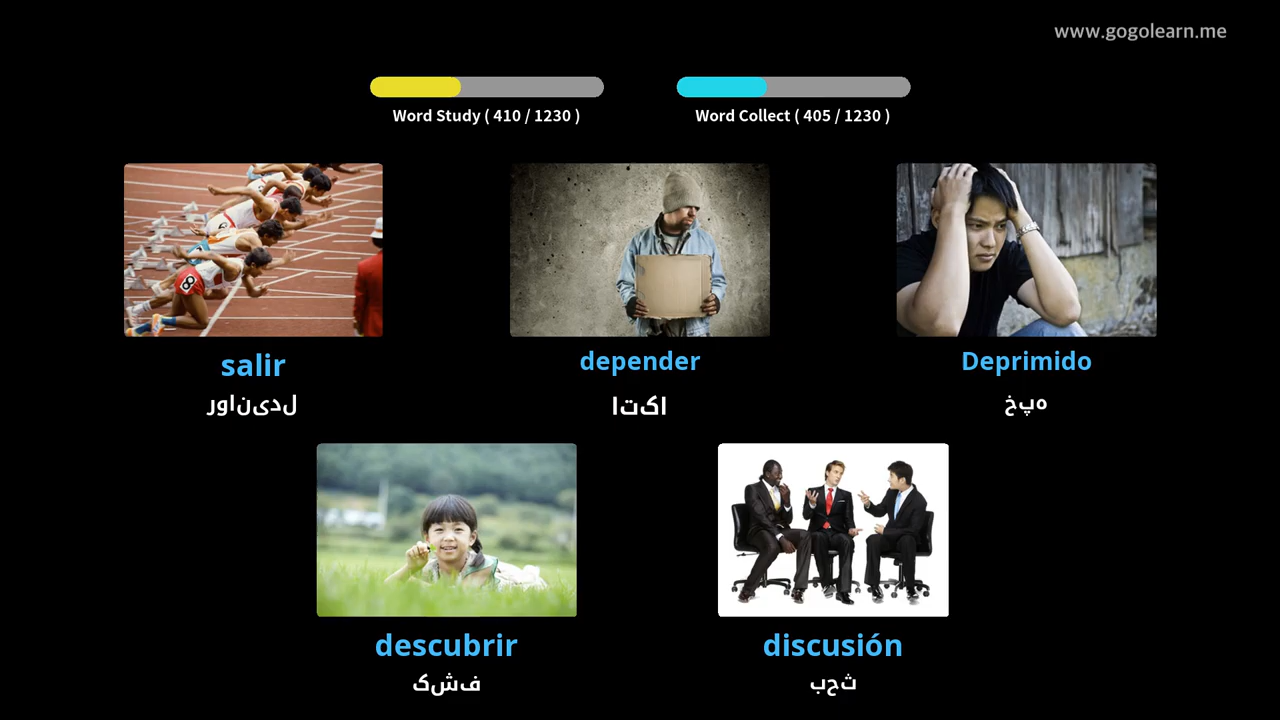 www.gogolearn.me
Word Study ( 410 / 1230 )
Word Collect ( 405 / 1230 )
salir
لدیناور
depender
اکتا
Deprimido
هپخ
descubrir
فشک
discusión
ثحب